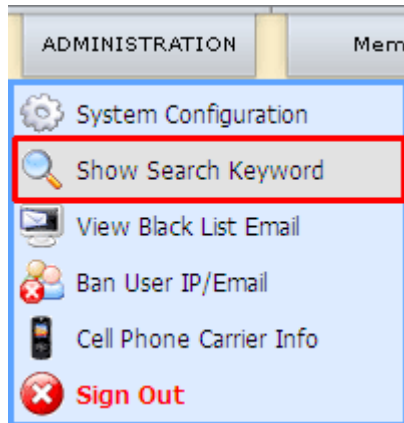 ADMINISTRATION Mem
System Configuration
Show Search Keyword
View Black List Email
Ban User IP/Email
Cell Phone Carrier Info
Sign Out